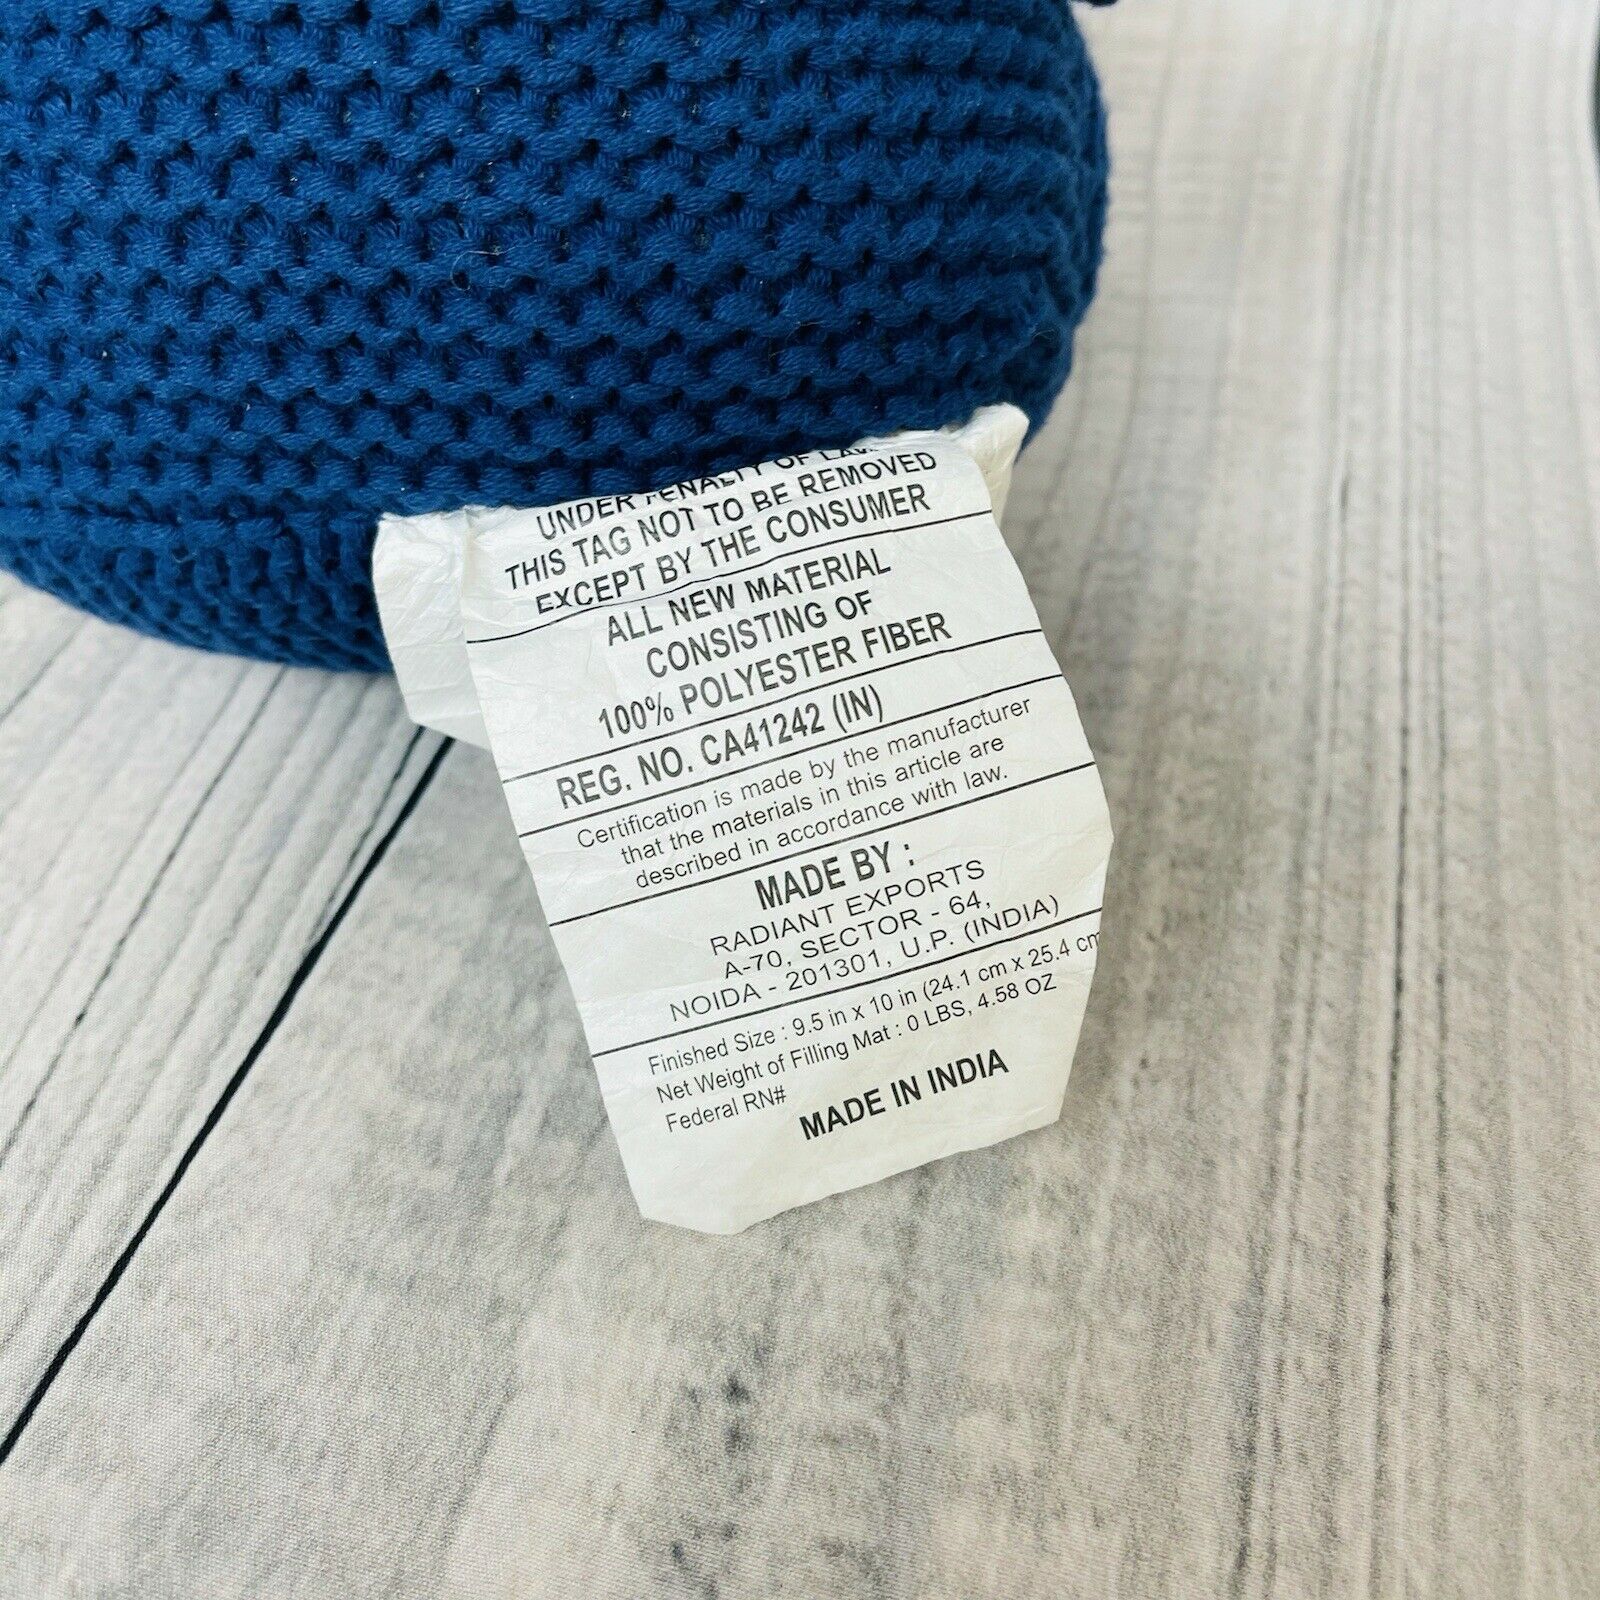 UNDER PENALTY OF LAW
THIS TAG NOT TO BE REMOVED
EXCEPT BY THE CONSUMER
ALL NEW MATERIAL
CONSISTING OF
100% POLYESTER FIBER
REG. NO. CA41242 (IN)
Certification is made by the manufacturer
that the materials in this article are
described in accordance with law.
MADE BY :
RADIANT EXPORTS
A-70, SECTOR - 64,
NOIDA - 201301, U.P. (INDIA)
Finished Size : 9.5 in x 10 in (24.1 cm x 25.4 cm
Net Weight of Filling Mat : 0 LBS, 4.58 OZ
Federal RN#
MADE IN INDIA